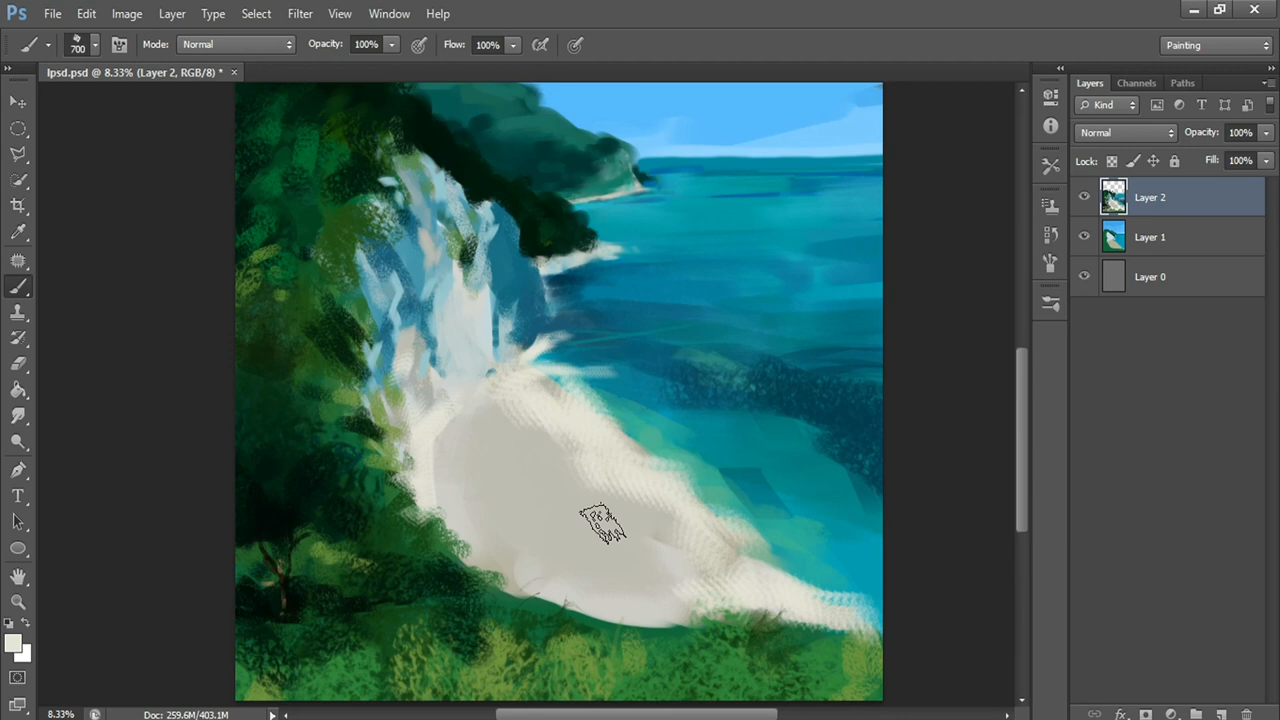 Ps File Edit Image Layer Type Select Filter View Window Help
700 Mode: Normal Opacity: 100% Flow: 100% Painting
lpsd.psd @ 8.33% (Layer 2, RGB/8) * ×
Layers Channels Paths
Kind T
Normal Opacity: 100%
Lock: Fill: 100%
Layer 2
Layer 1
Layer 0
T
8.33% Doc: 259.6M/403.1M
fx